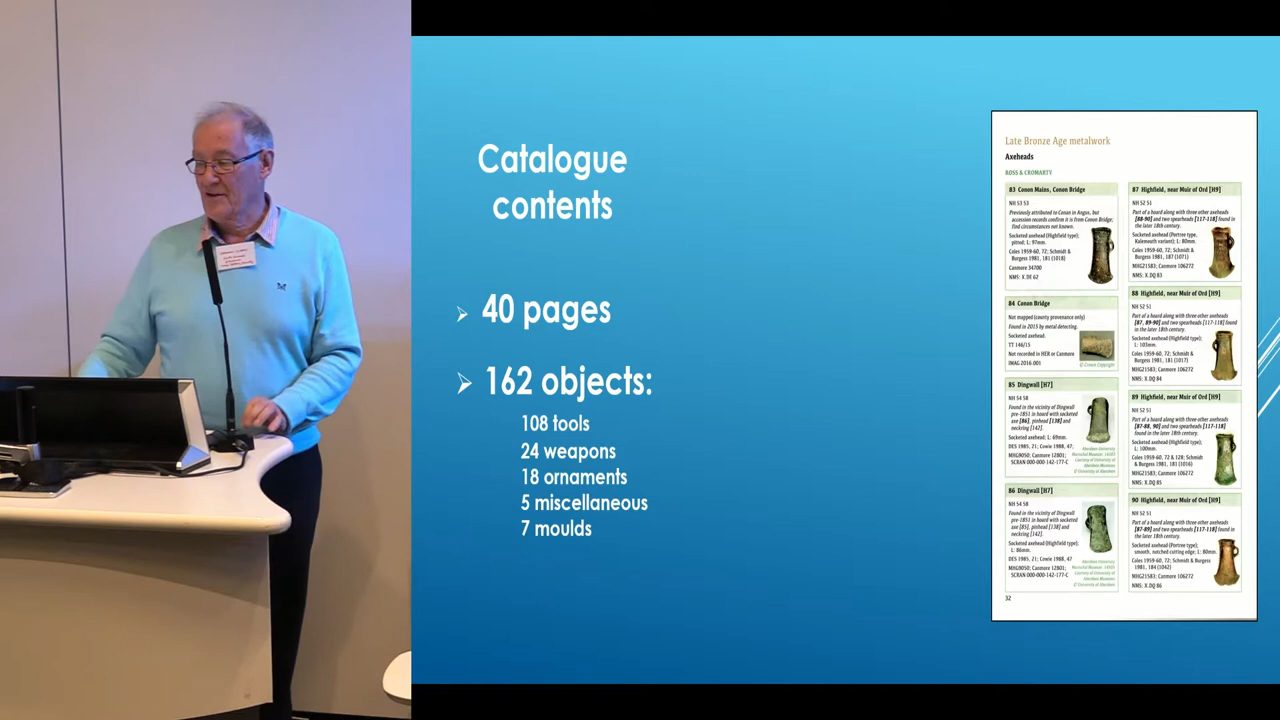 Catalogue
contents
40 pages
162 objects:
108 tools
24 weapons
18 ornaments
5 miscellaneous
7 moulds
Late Bronze Age metalwork
Axeheads
ROSS & CROMARTY
83 Conon Mains, Conon Bridge
NH 53 53
Previously attributed to Conan in Angus, but
accession records confirm it is from Conon Bridge;
find circumstances not known.
Socketed axehead (Highfield type);
pitted; L: 97mm.
Coles 1959-60, 72; Schmidt &
Burgess 1981, 181 (1018)
Canmore 34700
NMS: X.DE 62
84 Conon Bridge
Not mapped (county provenance only)
Found in 2015 by metal detecting.
Socketed axehead.
TT 146/15
Not recorded in HER or Canmore
IMAG 2016.001
© Crown Copyright
85 Dingwall [H7]
NH 54 58
Found in the vicinity of Dingwall
pre-1851 in hoard with socketed
axe [86], pinhead [138] and
neckring [142].
Socketed axehead; L: 69mm.
DES 1985, 21; Cowie 1988, 47;
MHG9050; Canmore 12801;
SCRAN 000-000-142-177-C
86 Dingwall [H7]
NH 54 58
Found in the vicinity of Dingwall
pre-1851 in hoard with socketed
axe [85], pinhead [138] and
neckring [142].
Socketed axehead (Highfield type);
L: 86mm.
DES 1985, 21; Cowie 1988, 47
MHG9050; Canmore 12801;
SCRAN 000-000-142-177-C
32
87 Highfield, near Muir of Ord [H9]
NH 52 51
Part of a hoard along with three other axeheads
[88-90] and two spearheads [117-118] found in
the later 18th century.
Socketed axehead (Portree type,
Kalemouth variant); L: 80mm.
Coles 1959-60, 72; Schmidt &
Burgess 1981, 187 (1071)
MHG21583; Canmore 106272
NMS: X.DQ 83
88 Highfield, near Muir of Ord [H9]
NH 52 51
Part of a hoard along with three other axeheads
[87, 89-90] and two spearheads [117-118] found
in the later 18th century.
Socketed axehead (Highfield type);
L: 103mm.
Coles 1959-60, 72; Schmidt &
Burgess 1981, 181 (1017)
MHG21583; Canmore 106272
NMS: X.DQ 84
89 Highfield, near Muir of Ord [H9]
NH 52 51
Part of a hoard along with three other axeheads
[87-88, 90] and two spearheads [117-118]
found in the later 18th century.
Socketed axehead (Highfield type);
L: 100mm.
Coles 1959-60, 72 & 128; Schmidt
& Burgess 1981, 181 (1016)
MHG21583; Canmore 106272
NMS: X.DQ 85
90 Highfield, near Muir of Ord [H9]
NH 52 51
Part of a hoard along with three other axeheads
[87-89] and two spearheads [117-118] found in
the later 18th century.
Socketed axehead (Portree type);
smooth, notched cutting edge; L: 80mm.
Coles 1959-60, 72; Schmidt & Burgess
1981, 184 (1042)
MHG21583; Canmore 106272
NMS: X.DQ 86